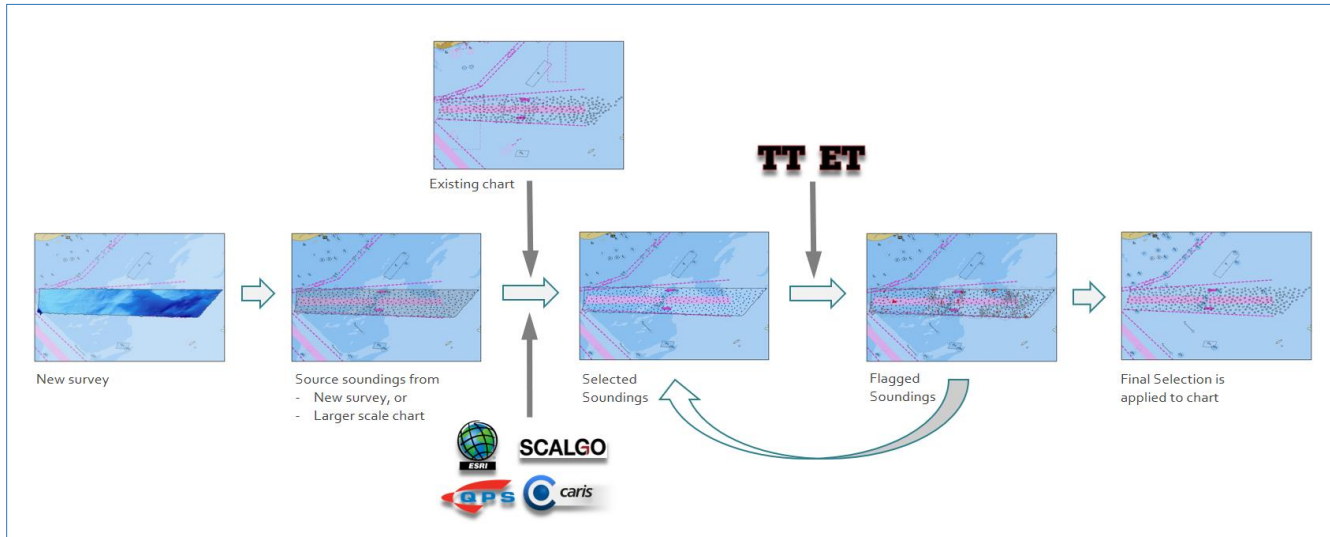 Existing chart
TT ET
New survey
Source soundings from
- New survey, or
- Larger scale chart
Selected
Soundings
Flagged
Soundings
Final Selection is
applied to chart
ESRI
SCALGO
QPS
caris